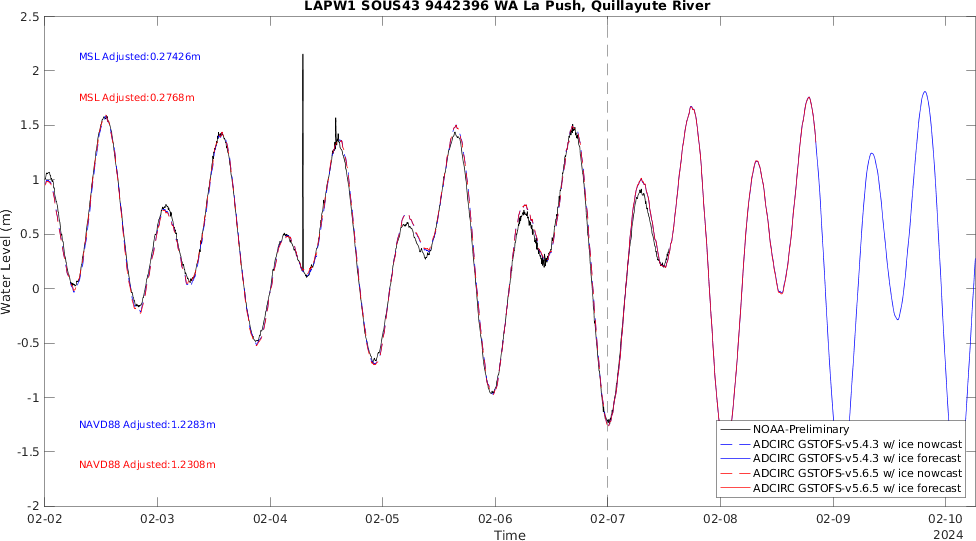 LAPW1 SOUS43 9442396 WA La Push, Quillayute River
2.5
2
1.5
1
0.5
0
-0.5
-1
-1.5
-2
Water Level (m)
MSL Adjusted:0.27426m
MSL Adjusted:0.2768m
NAVD88 Adjusted:1.2283m
NAVD88 Adjusted:1.2308m
NOAA-Preliminary
ADCIRC GSTOFS-v5.4.3 w/ ice nowcast
ADCIRC GSTOFS-v5.4.3 w/ ice forecast
ADCIRC GSTOFS-v5.6.5 w/ ice nowcast
ADCIRC GSTOFS-v5.6.5 w/ ice forecast
02-02 02-03 02-04 02-05 02-06 02-07 02-08 02-09 02-10
Time
2024